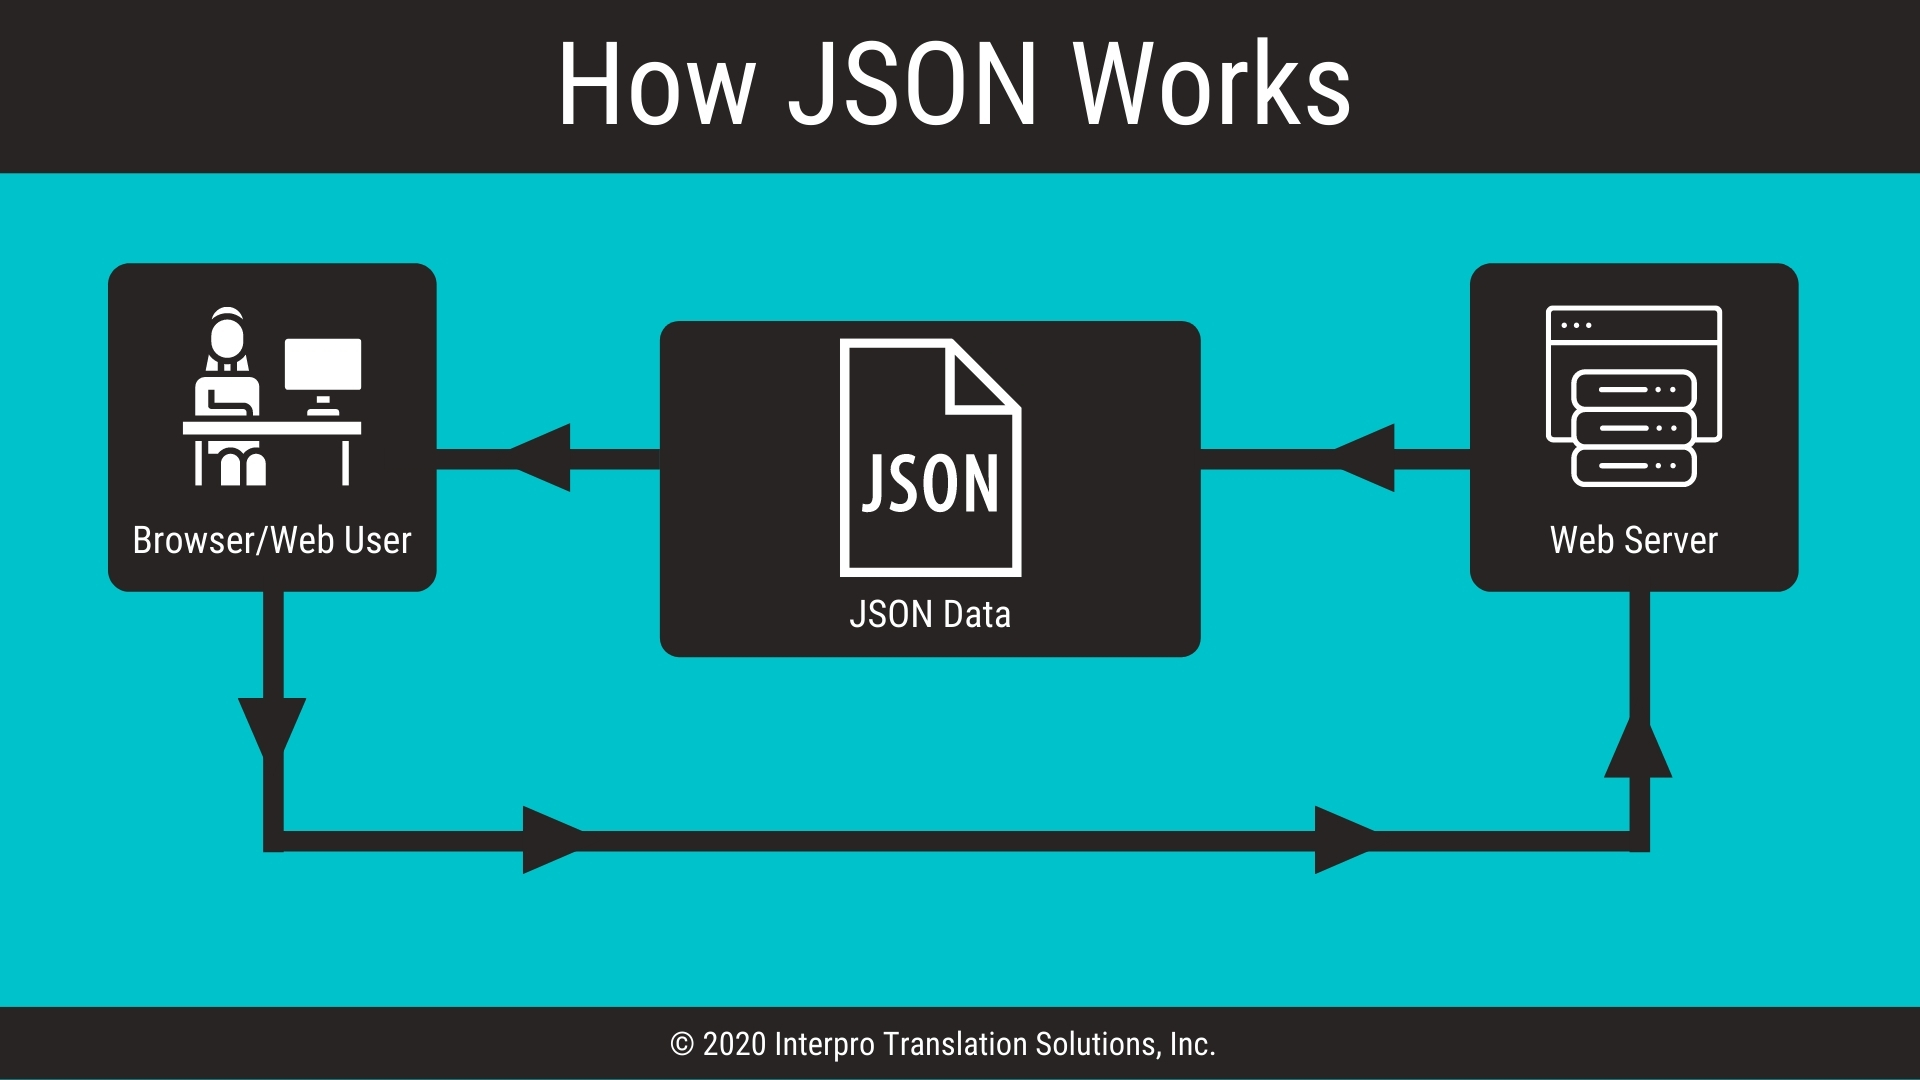 How JSON Works
JSON
Browser/Web User
Web Server
JSON Data
© 2020 Interpro Translation Solutions, Inc.